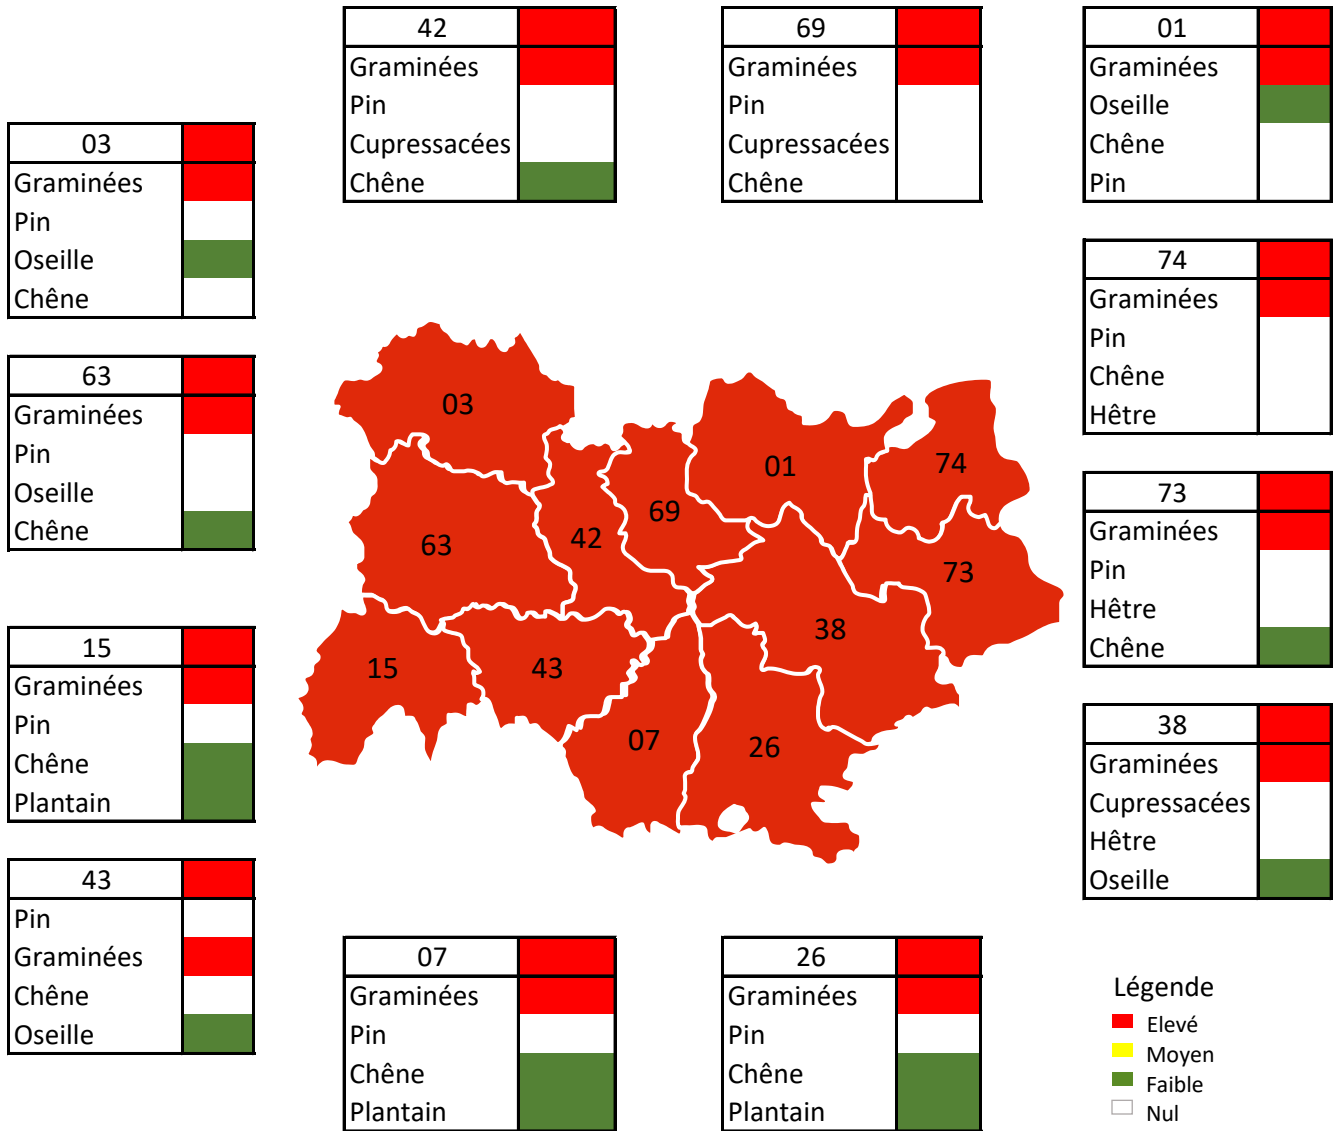 42
Graminées
Pin
Cupressacées
Chêne
69
Graminées
Pin
Cupressacées
Chêne
01
Graminées
Oseille
Chêne
Pin
03
Graminées
Pin
Oseille
Chêne
74
Graminées
Pin
Chêne
Hêtre
63
Graminées
Pin
Oseille
Chêne
73
Graminées
Pin
Hêtre
Chêne
15
Graminées
Pin
Chêne
Plantain
38
Graminées
Cupressacées
Hêtre
Oseille
43
Pin
Graminées
Chêne
Oseille
07
Graminées
Pin
Chêne
Plantain
26
Graminées
Pin
Chêne
Plantain
03
01
74
69
42
63
73
38
15
43
07
26
Légende
Elevé
Moyen
Faible
Nul